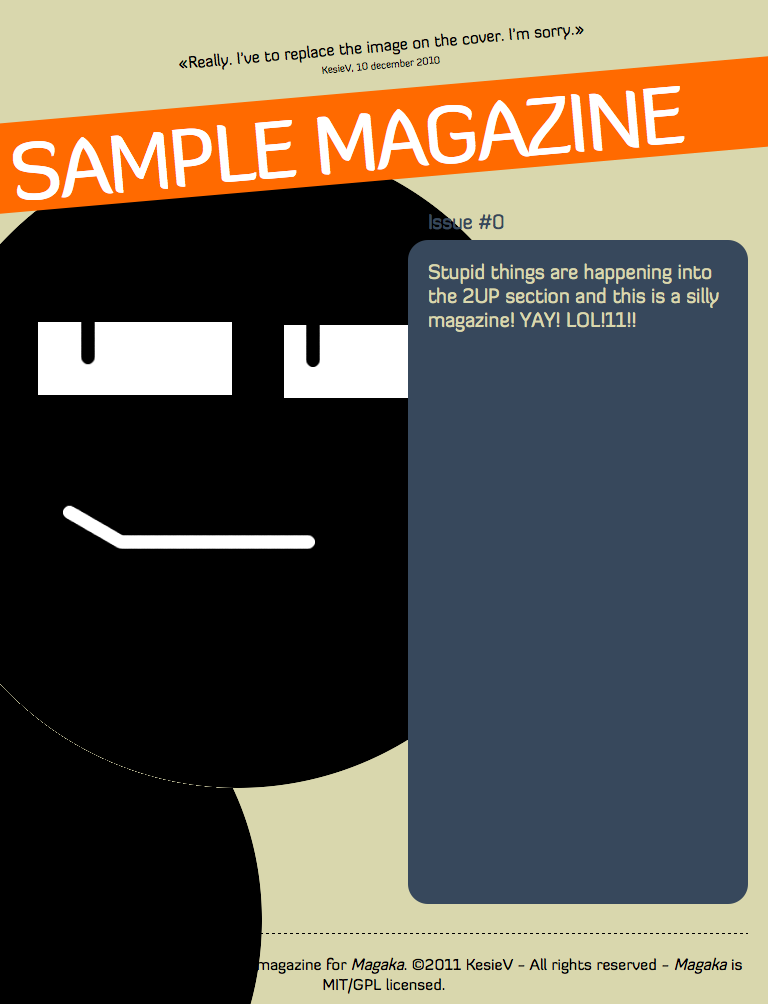 «Really. I've to replace the image on the cover. I'm sorry.»
KesieV, 10 december 2010
SAMPLE MAGAZINE
Issue #0
Stupid things are happening into
the 2UP section and this is a silly
magazine! YAY! LOL!11!!
magazine for Magaka. ©2011 KesieV - All rights reserved - Magaka is
MIT/GPL licensed.